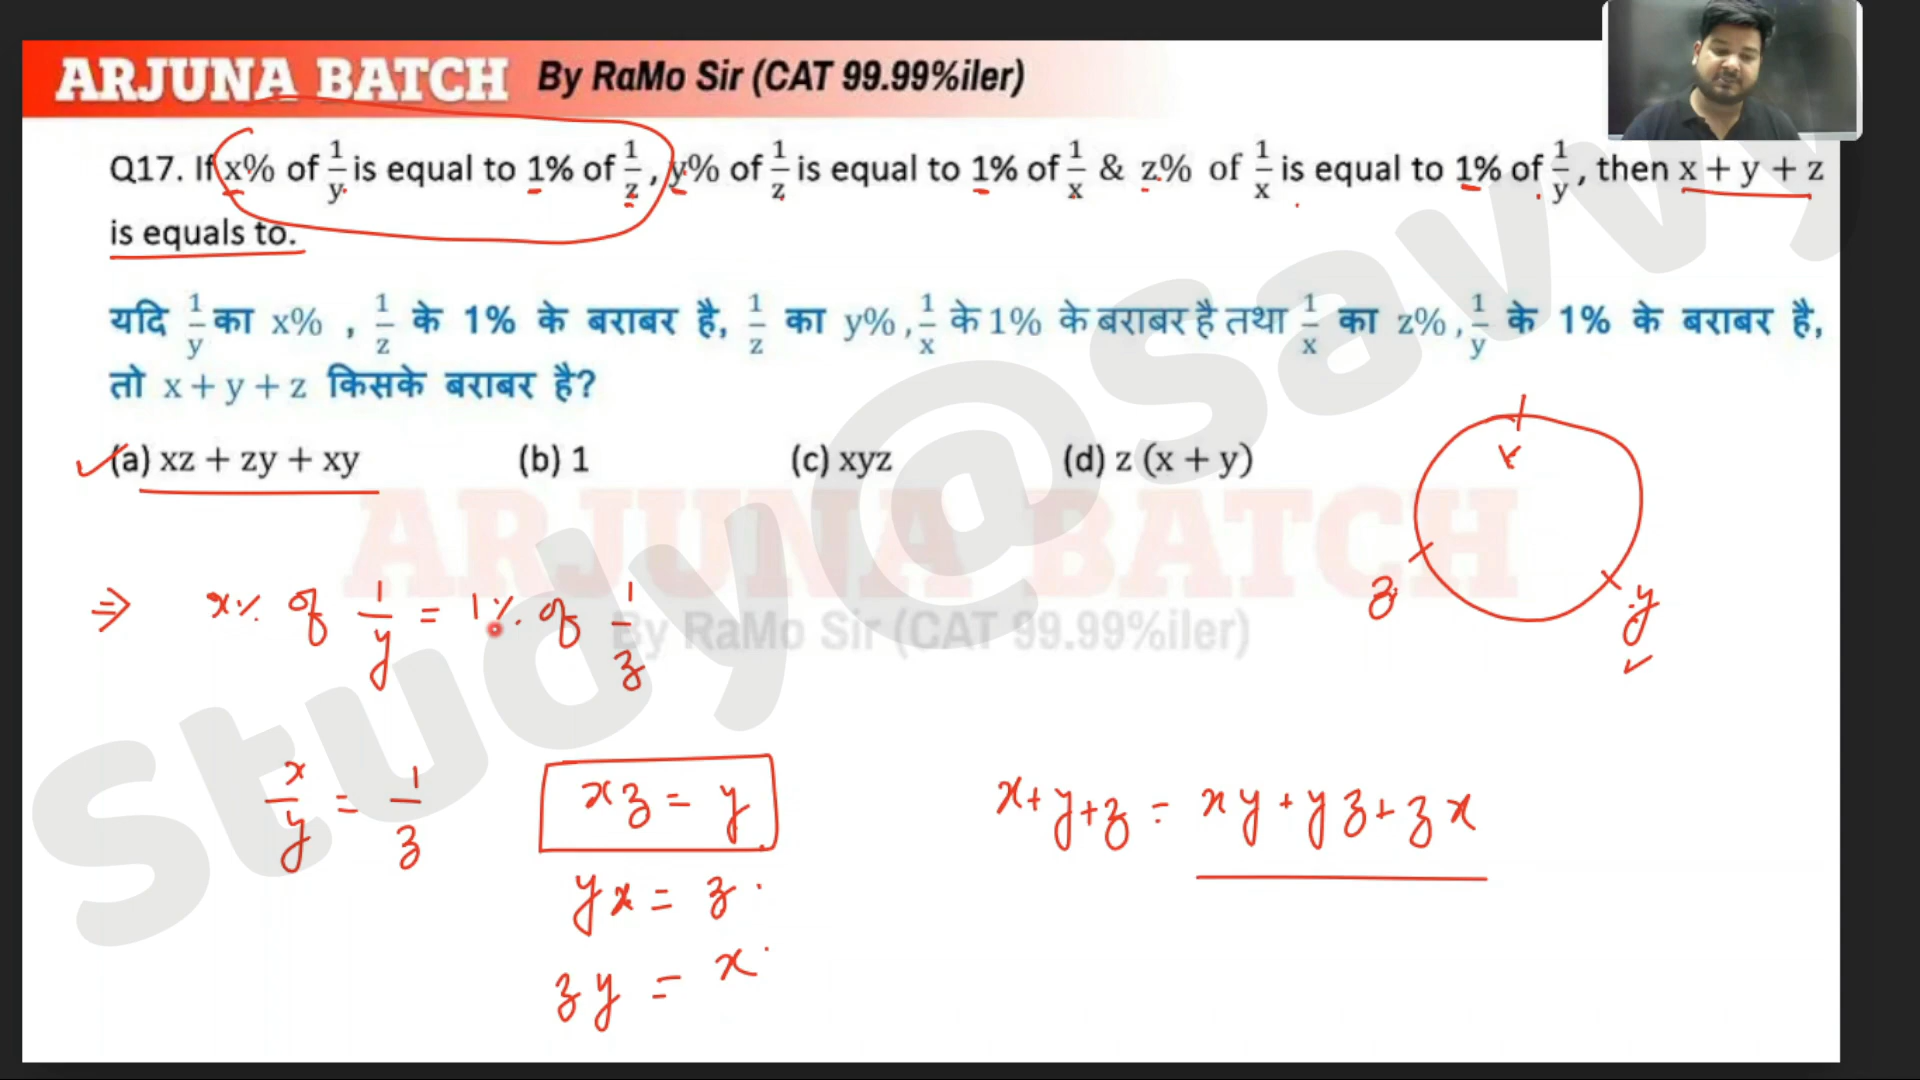 ARJUNA BATCH By RaMo Sir (CAT 99.99%iler)
Q17. If x% of 1/y is equal to 1% of 1/z, y% of 1/z is equal to 1% of 1/x & z% of 1/x is equal to 1% of 1/y, then x + y + z
is equals to.
यदि 1/y का x% , 1/z के 1% के बराबर है, 1/z का y% , 1/x के 1% के बराबर है तथा 1/x का z% , 1/y के 1% के बराबर है,
तो x + y + z किसके बराबर है?
(a) xz + zy + xy (b) 1 (c) xyz (d) z (x + y)
x
z
y
ARJUNA BATCH
By RaMo Sir (CAT 99.99%iler)
Study@Savvy
⇒ x% of 1/y = 1% of 1/z
x/y = 1/z
xz = y
yx = z
zy = x
x+y+z = xy+yz+zx